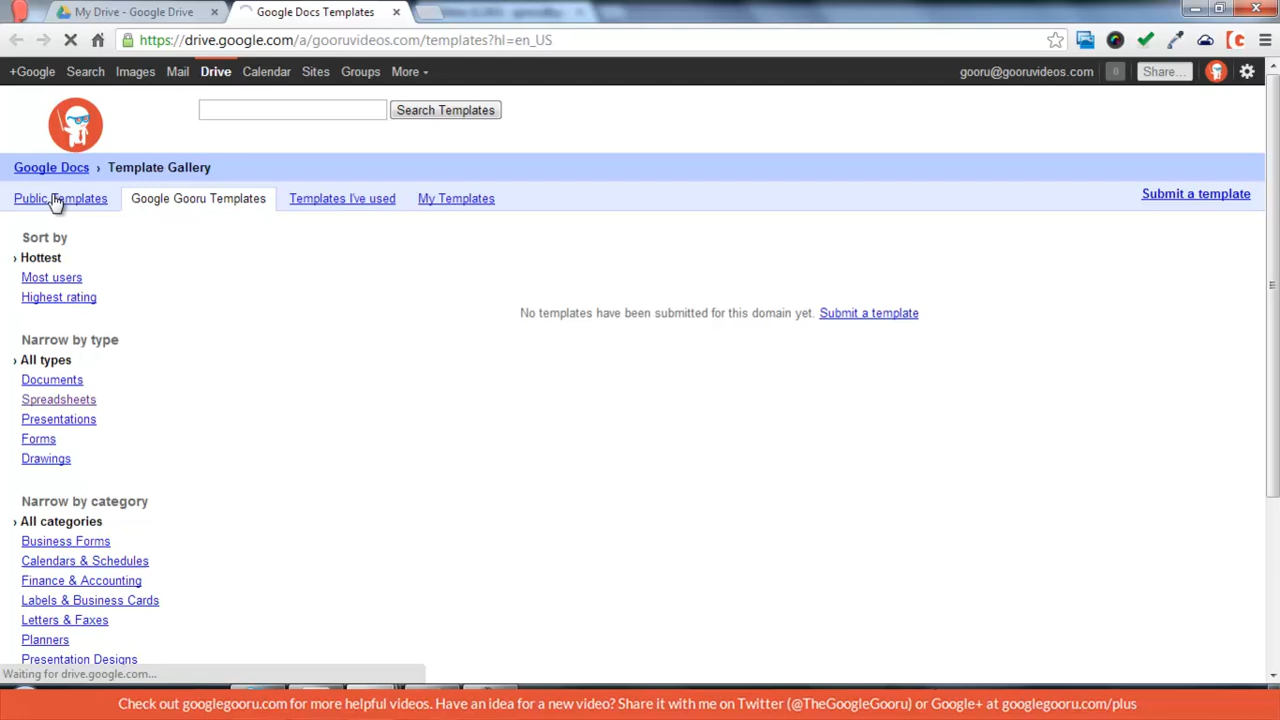 My Drive - Google Drive
Google Docs Templates
https://drive.google.com/a/gooruvideos.com/templates?hl=en_US
+Google Search Images Mail Drive Calendar Sites Groups More
gooru@gooruvideos.com 0 Share...
Search Templates
Google Docs › Template Gallery
Public Templates Google Gooru Templates Templates I've used My Templates Submit a template
Sort by
› Hottest
Most users
Highest rating
No templates have been submitted for this domain yet. Submit a template
Narrow by type
› All types
Documents
Spreadsheets
Presentations
Forms
Drawings
Narrow by category
› All categories
Business Forms
Calendars & Schedules
Finance & Accounting
Labels & Business Cards
Letters & Faxes
Planners
Presentation Designs
Waiting for drive.google.com...
Check out googlegooru.com for more helpful videos. Have an idea for a new video? Share it with me on Twitter (@TheGoogleGooru) or Google+ at googlegooru.com/plus